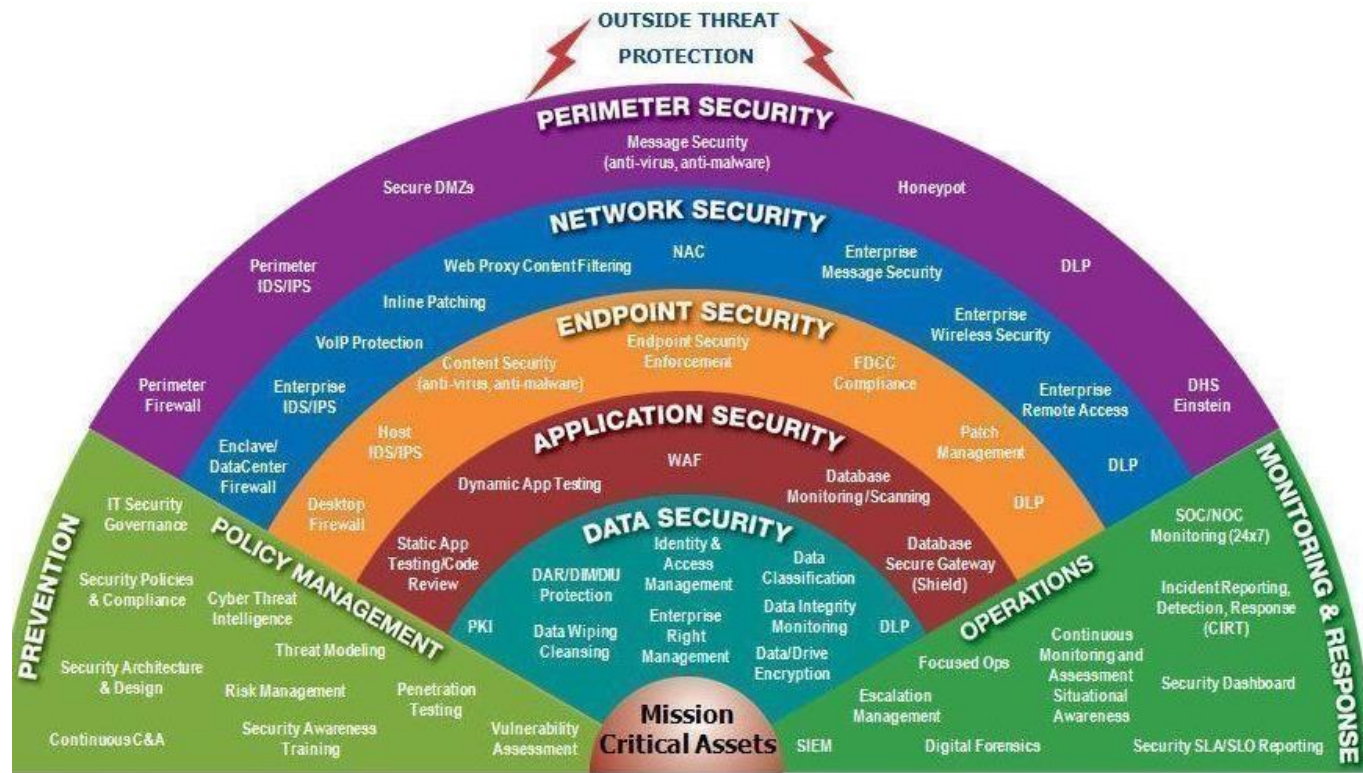 OUTSIDE THREAT
PROTECTION
PERIMETER SECURITY
Message Security
(anti-virus, anti-malware)
Secure DMZs
Honeypot
Perimeter
IDS/IPS
DLP
Perimeter
Firewall
DHS
Einstein
NETWORK SECURITY
NAC
Web Proxy Content Filtering
Enterprise
Message Security
Inline Patching
Enterprise
Wireless Security
VoIP Protection
Enterprise
IDS/IPS
Enterprise
Remote Access
Enclave/
DataCenter
Firewall
DLP
ENDPOINT SECURITY
Endpoint Security
Enforcement
Content Security
(anti-virus, anti-malware)
FDCC
Compliance
Host
IDS/IPS
Patch
Management
Desktop
Firewall
DLP
APPLICATION SECURITY
WAF
Dynamic App Testing
Database
Monitoring/Scanning
Static App
Testing/Code
Review
Database
Secure Gateway
(Shield)
DATA SECURITY
Identity &
Access
Management
DAR/DIM/DIU
Protection
Data
Classification
PKI
Data Wiping
Cleansing
Enterprise
Right
Management
Data Integrity
Monitoring
DLP
Data/Drive
Encryption
Mission
Critical Assets
PREVENTION
POLICY MANAGEMENT
IT Security
Governance
Security Policies
& Compliance
Cyber Threat
Intelligence
Threat Modeling
Security Architecture
& Design
Risk Management
Penetration
Testing
Continuous C&A
Security Awareness
Training
Vulnerability
Assessment
MONITORING & RESPONSE
OPERATIONS
SOC/NOC
Monitoring (24x7)
Incident Reporting,
Detection, Response
(CIRT)
Focused Ops
Continuous
Monitoring and
Assessment
Situational
Awareness
Escalation
Management
Security Dashboard
SIEM
Digital Forensics
Security SLA/SLO Reporting